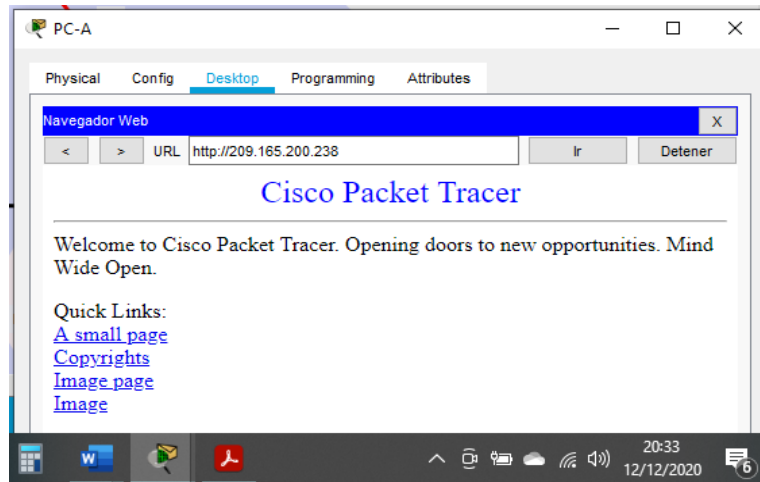 PC-A
Physical Config Desktop Programming Attributes
Navegador Web X
< > URL http://209.165.200.238 Ir Detener
Cisco Packet Tracer
Welcome to Cisco Packet Tracer. Opening doors to new opportunities. Mind
Wide Open.
Quick Links:
A small page
Copyrights
Image page
Image
W
20:33
12/12/2020
6